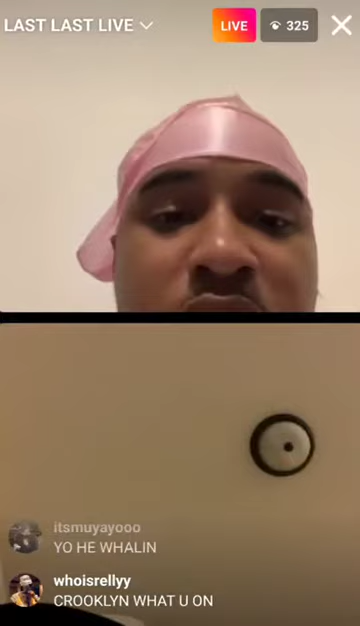 LAST LAST LIVE
LIVE
325
itsmuyayooo
YO HE WHALIN
whoisrellyy
CROOKLYN WHAT U ON